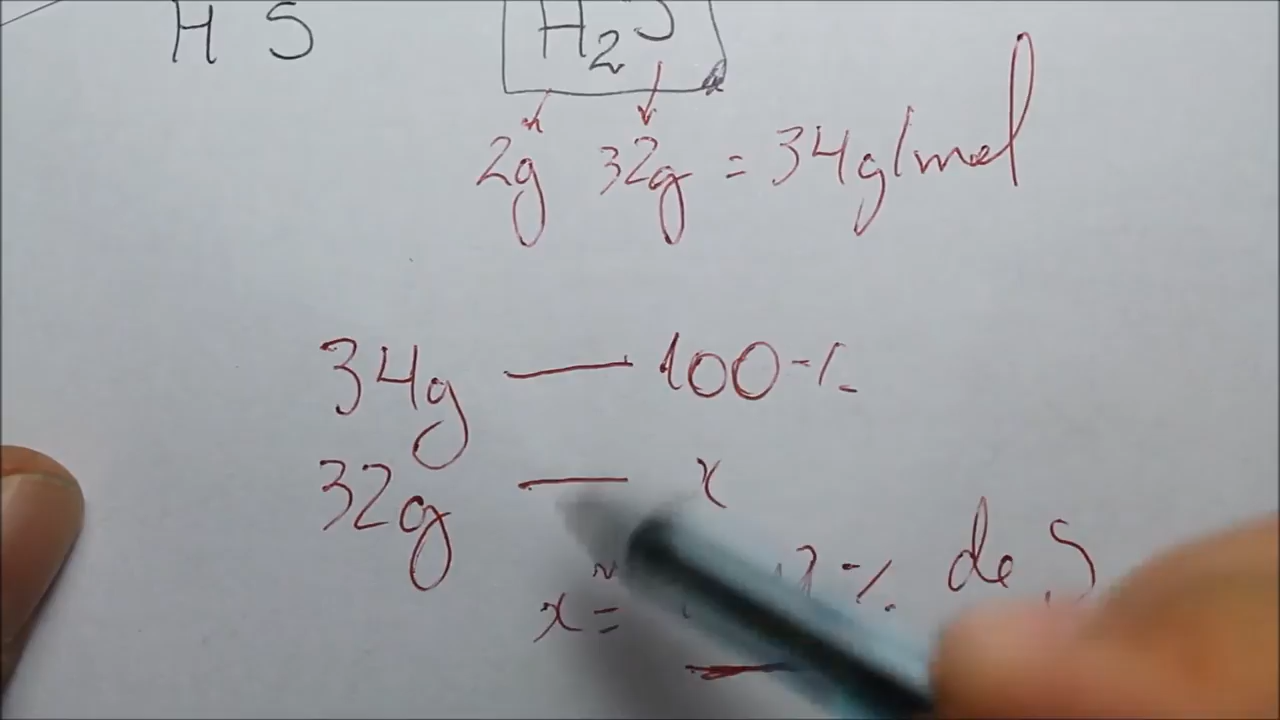 H S H₂S
2g 32g = 34g/mol
34g — 100%
32g — x
x = % de S